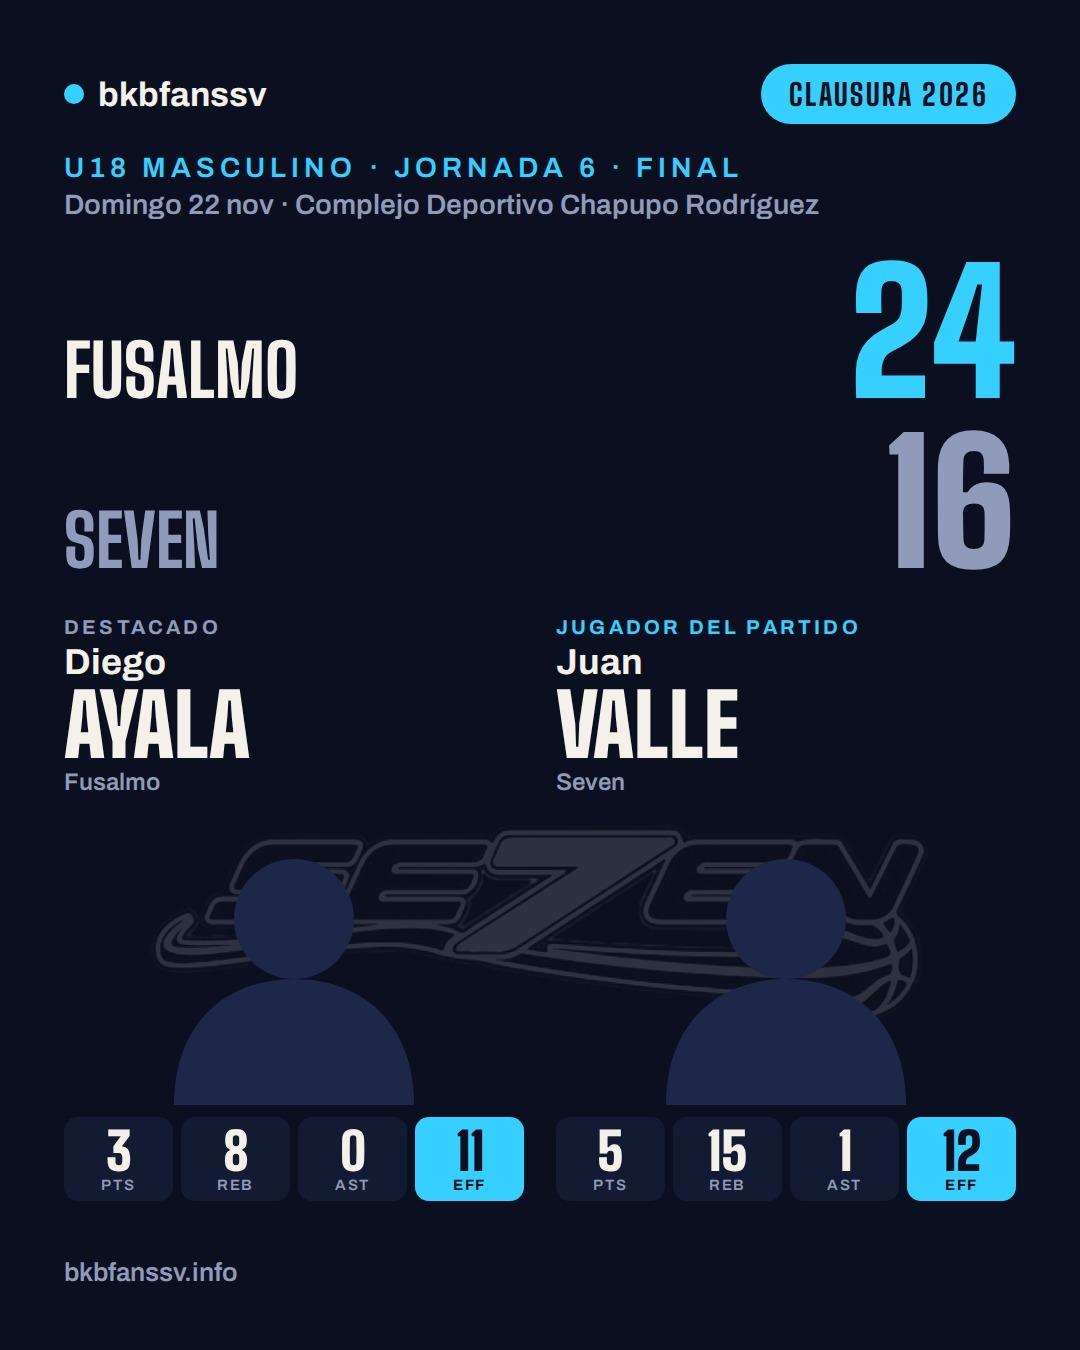 bkbfanssv
CLAUSURA 2026
U18 MASCULINO · JORNADA 6 · FINAL
Domingo 22 nov · Complejo Deportivo Chapupo Rodríguez
FUSALMO 24
SEVEN 16
DESTACADO
Diego
AYALA
Fusalmo
JUGADOR DEL PARTIDO
Juan
VALLE
Seven
SE7EN
3 PTS
8 REB
0 AST
11 EFF
5 PTS
15 REB
1 AST
12 EFF
bkbfanssv.info